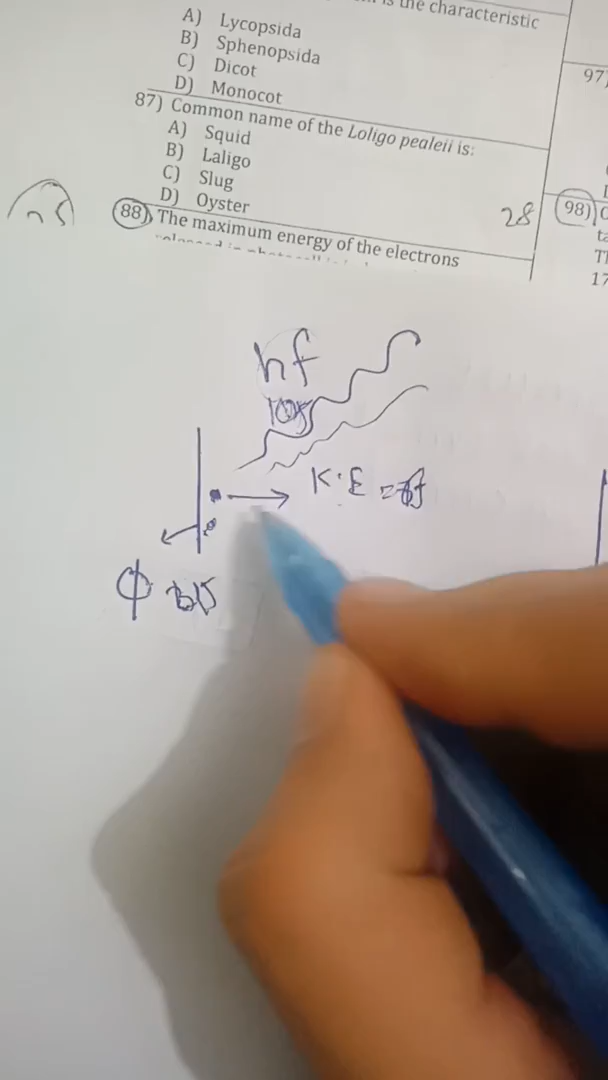 is the characteristic
A) Lycopsida
B) Sphenopsida
C) Dicot
D) Monocot
87) Common name of the Loligo pealeii is:
A) Squid
B) Laligo
C) Slug
D) Oyster
88) The maximum energy of the electrons
28
97)
98)
17
hf
K.E =
Φ